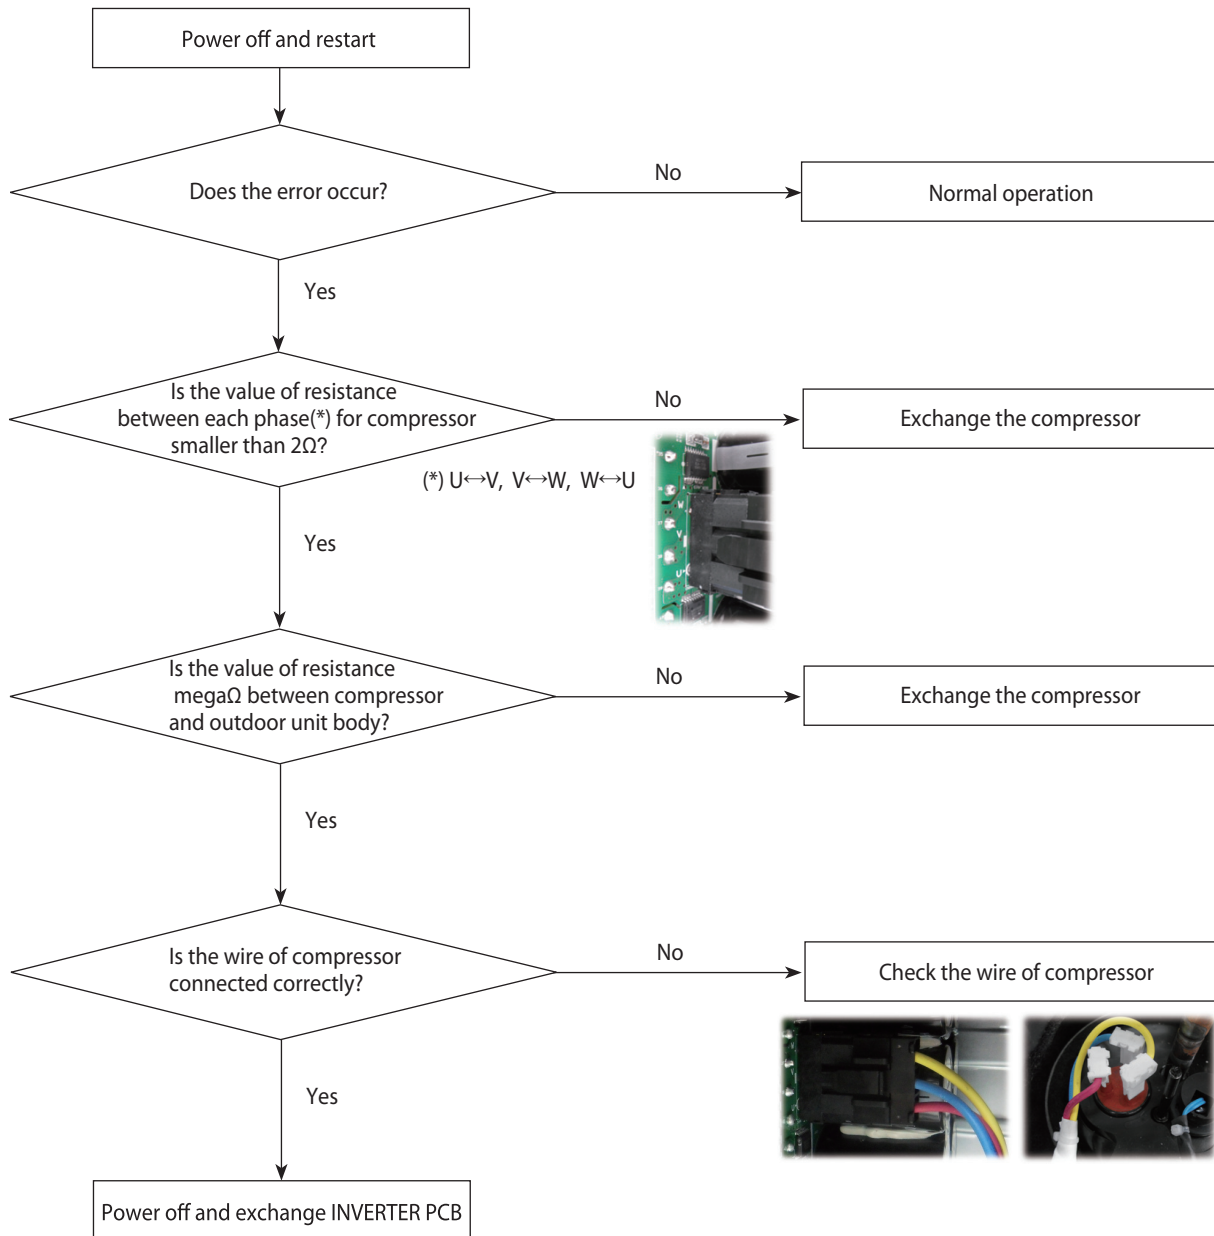 Power off and restart
Does the error occur?
No
Normal operation
Yes
Is the value of resistance
between each phase(*) for compressor
smaller than 2Ω?
No
Exchange the compressor
(*) U↔V, V↔W, W↔U
W
V
U
Yes
Is the value of resistance
megaΩ between compressor
and outdoor unit body?
No
Exchange the compressor
Yes
Is the wire of compressor
connected correctly?
No
Check the wire of compressor
Yes
Power off and exchange INVERTER PCB